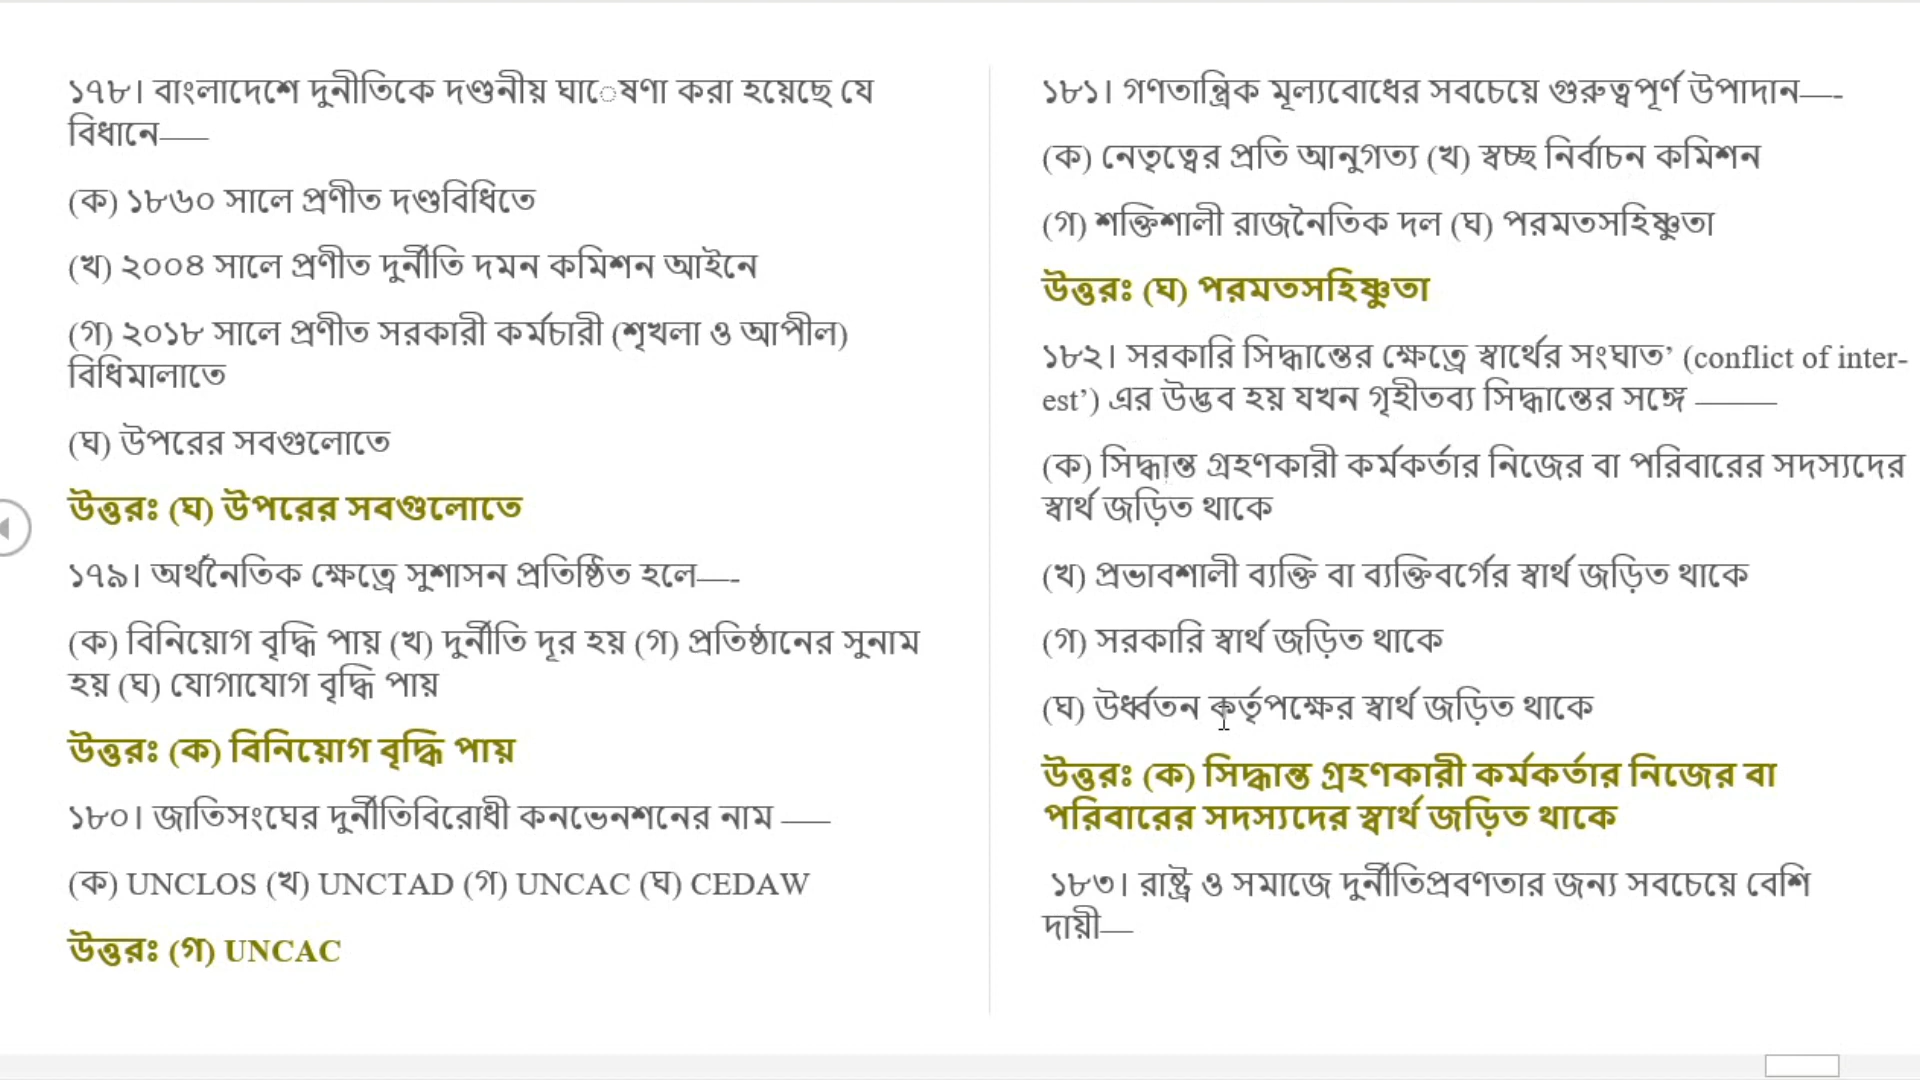 ১৭৮। বাংলাদেশে দুনীতিকে দণ্ডনীয় ঘােষণা করা হয়েছে যে
বিধানে—–
(ক) ১৮৬০ সালে প্রণীত দণ্ডবিধিতে
(খ) ২০০৪ সালে প্রণীত দুর্নীতি দমন কমিশন আইনে
(গ) ২০১৮ সালে প্রণীত সরকারী কর্মচারী (শৃখলা ও আপীল)
বিধিমালাতে
(ঘ) উপরের সবগুলোতে
উত্তরঃ (ঘ) উপরের সবগুলোতে
১৭৯। অর্থনৈতিক ক্ষেত্রে সুশাসন প্রতিষ্ঠিত হলে—-
(ক) বিনিয়োগ বৃদ্ধি পায় (খ) দুর্নীতি দূর হয় (গ) প্রতিষ্ঠানের সুনাম
হয় (ঘ) যোগাযোগ বৃদ্ধি পায়
উত্তরঃ (ক) বিনিয়োগ বৃদ্ধি পায়
১৮০। জাতিসংঘের দুর্নীতিবিরোধী কনভেনশনের নাম —–
(ক) UNCLOS (খ) UNCTAD (গ) UNCAC (ঘ) CEDAW
উত্তরঃ (গ) UNCAC
১৮১। গণতান্ত্রিক মূল্যবোধের সবচেয়ে গুরুত্বপূর্ণ উপাদান—-
(ক) নেতৃত্বের প্রতি আনুগত্য (খ) স্বচ্ছ নির্বাচন কমিশন
(গ) শক্তিশালী রাজনৈতিক দল (ঘ) পরমতসহিষ্ণুতা
উত্তরঃ (ঘ) পরমতসহিষ্ণুতা
১৮২। সরকারি সিদ্ধান্তের ক্ষেত্রে স্বার্থের সংঘাত’ (conflict of inter-
est’) এর উদ্ভব হয় যখন গৃহীতব্য সিদ্ধান্তের সঙ্গে ——–
(ক) সিদ্ধান্ত গ্রহণকারী কর্মকর্তার নিজের বা পরিবারের সদস্যদের
স্বার্থ জড়িত থাকে
(খ) প্রভাবশালী ব্যক্তি বা ব্যক্তিবর্গের স্বার্থ জড়িত থাকে
(গ) সরকারি স্বার্থ জড়িত থাকে
(ঘ) উর্ধ্বতন কর্তৃপক্ষের স্বার্থ জড়িত থাকে
উত্তরঃ (ক) সিদ্ধান্ত গ্রহণকারী কর্মকর্তার নিজের বা
পরিবারের সদস্যদের স্বার্থ জড়িত থাকে
১৮৩। রাষ্ট্র ও সমাজে দুর্নীতিপ্রবণতার জন্য সবচেয়ে বেশি
দায়ী—